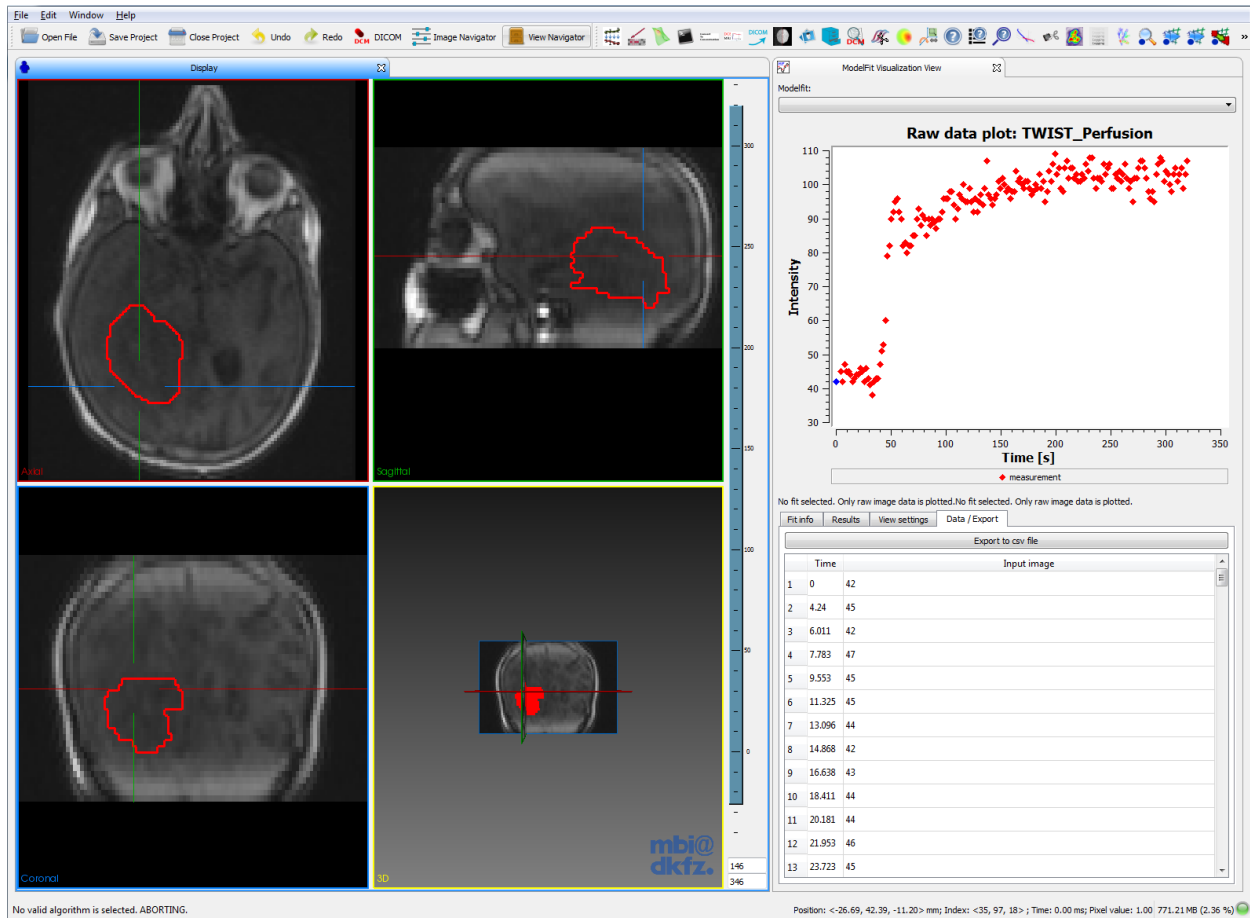 File Edit Window Help
Open File Save Project Close Project Undo Redo DCM DICOM Image Navigator View Navigator »
Display
ModelFit Visualization View
Modelfit:
Raw data plot: TWIST_Perfusion
110
100
90
80
70
60
50
40
30
Intensity
0 50 100 150 200 250 300 350
Time [s]
measurement
300
250
200
150
100
50
0
146
346
Axial
Sagittal
Coronal
3D
mbi@
dkfz.
No fit selected. Only raw image data is plotted.No fit selected. Only raw image data is plotted.
Fit info Results View settings Data / Export
Export to csv file
Time Input image
1 0 42
2 4.24 45
3 6.011 42
4 7.783 47
5 9.553 45
6 11.325 45
7 13.096 44
8 14.868 42
9 16.638 43
10 18.411 44
11 20.181 44
12 21.953 46
13 23.723 45
No valid algorithm is selected. ABORTING.
Position: <-26.69, 42.39, -11.20> mm; Index: <35, 97, 18> ; Time: 0.00 ms; Pixel value: 1.00 771.21 MB (2.36 %)